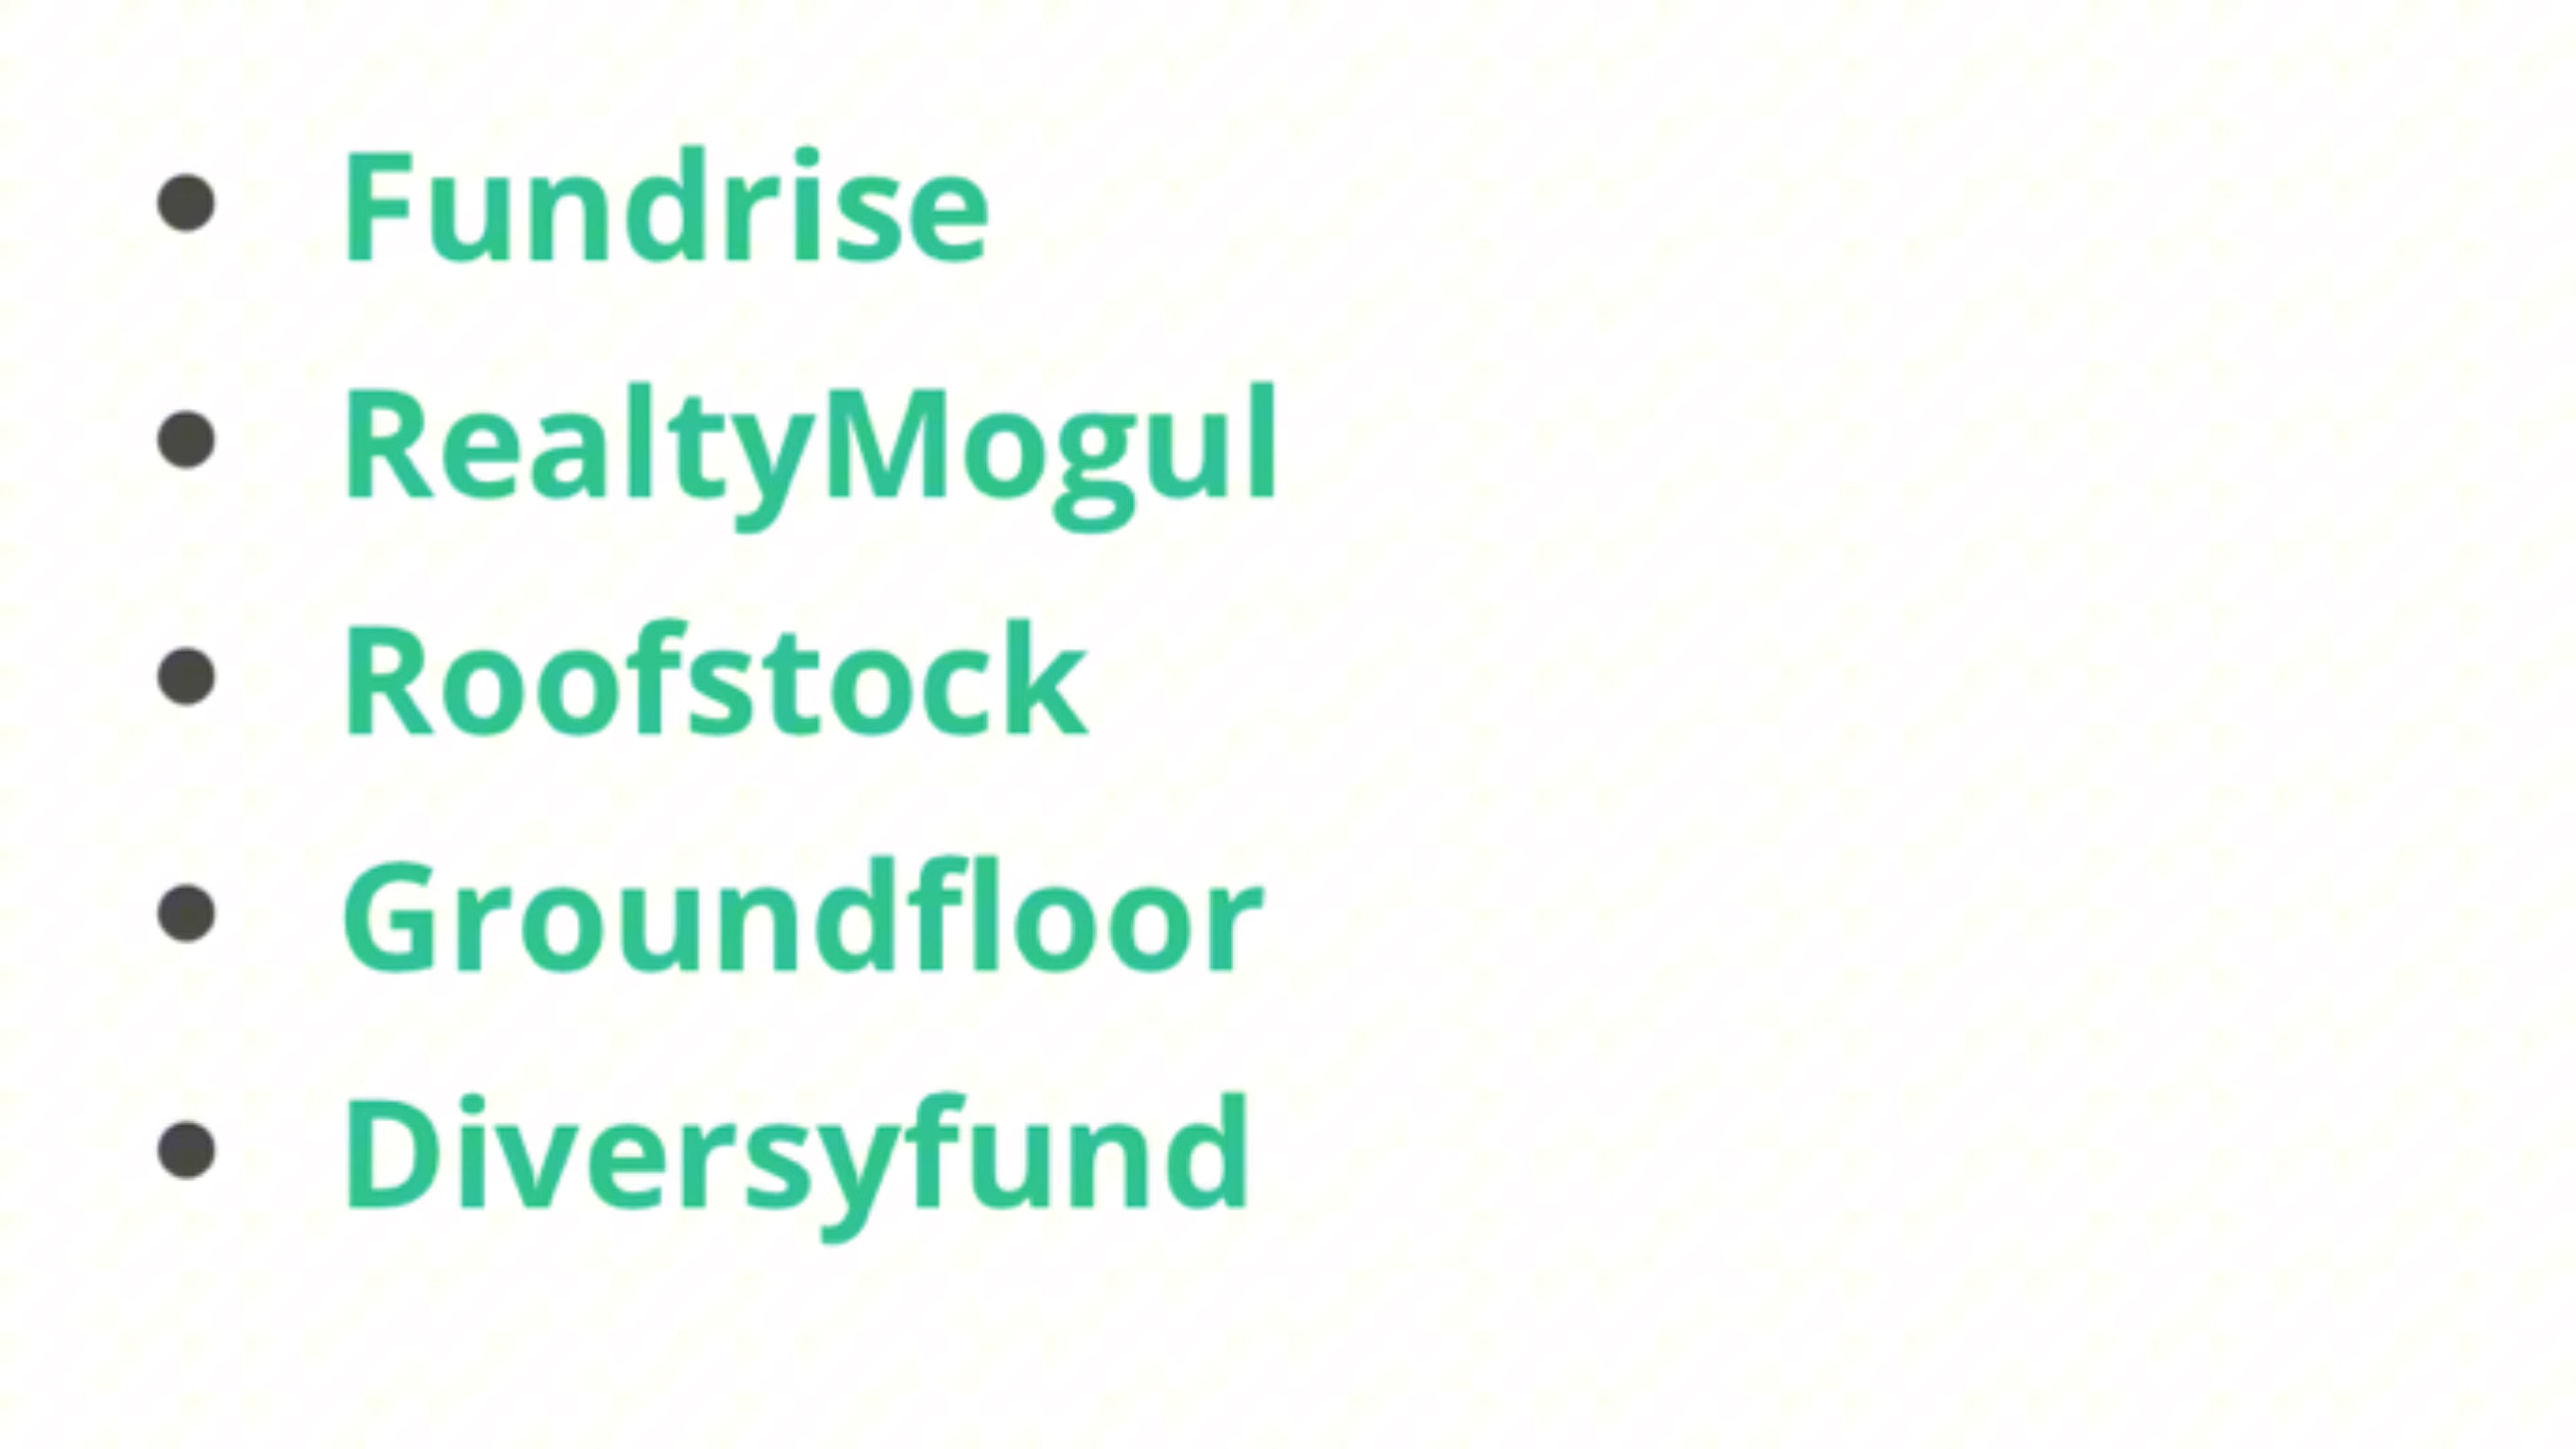 • Fundrise
• RealtyMogul
• Roofstock
• Groundfloor
• Diversyfund